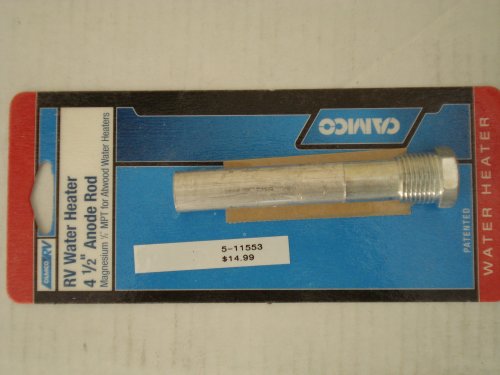 CAMCO RV
RV Water Heater
4 1/2" Anode Rod
Magnesium ½" MPT for Atwood Water Heaters
CAMCO
5-11553
$14.99
PATENTED
WATER HEATER